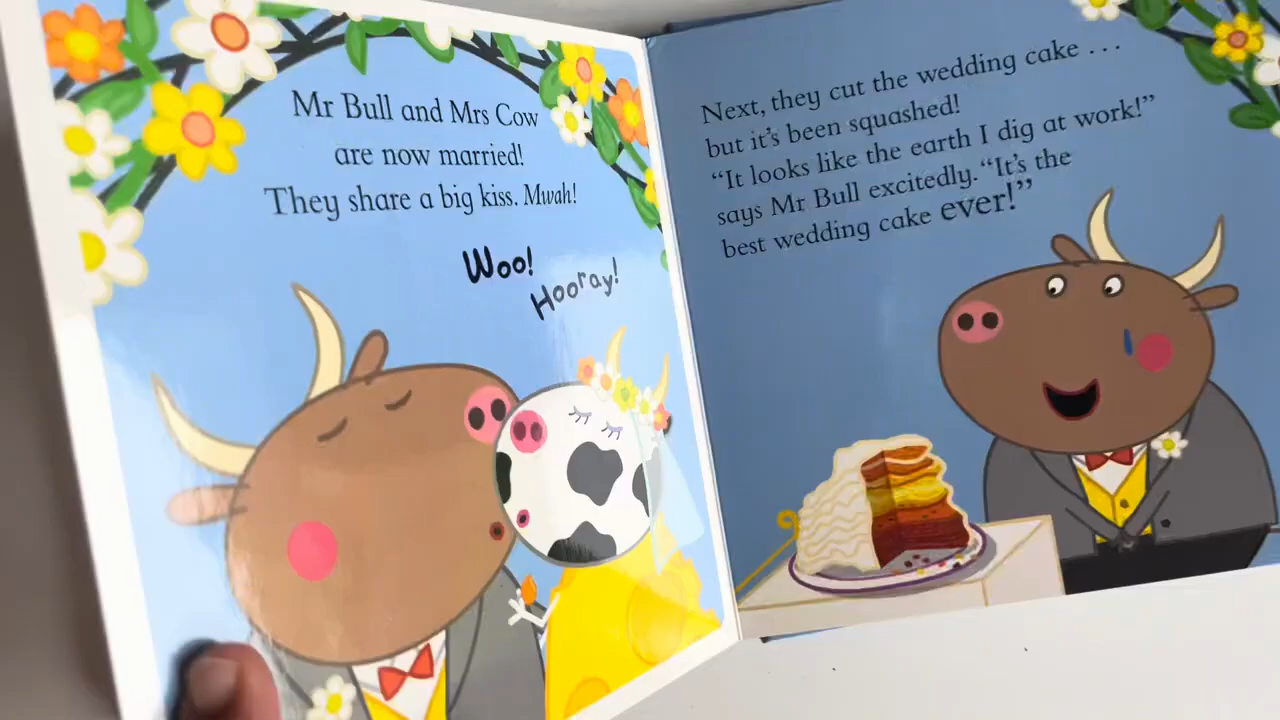 Mr Bull and Mrs Cow
are now married!
They share a big kiss. Mwah!
Woo!
Hooray!
Next, they cut the wedding cake . . .
but it’s been squashed!
“It looks like the earth I dig at work!”
says Mr Bull excitedly. “It’s the
best wedding cake ever!”